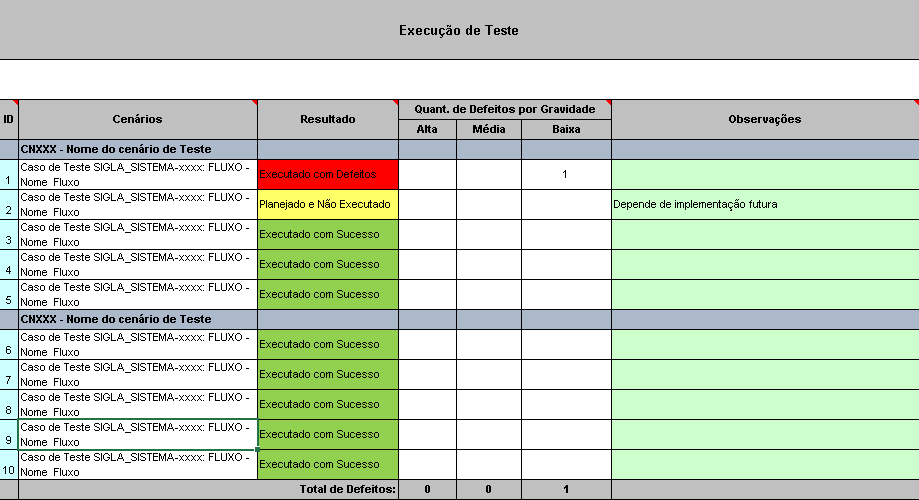 Execução de Teste
ID Cenários Resultado Quant. de Defeitos por Gravidade Observações
Alta Média Baixa
CNXXX - Nome do cenário de Teste
1 Caso de Teste SIGLA_SISTEMA-xxxx: FLUXO - Executado com Defeitos 1
Nome Fluxo
2 Caso de Teste SIGLA_SISTEMA-xxxx: FLUXO - Planejado e Não Executado Depende de implementação futura
Nome Fluxo
3 Caso de Teste SIGLA_SISTEMA-xxxx: FLUXO - Executado com Sucesso
Nome Fluxo
4 Caso de Teste SIGLA_SISTEMA-xxxx: FLUXO - Executado com Sucesso
Nome Fluxo
5 Caso de Teste SIGLA_SISTEMA-xxxx: FLUXO - Executado com Sucesso
Nome Fluxo
CNXXX - Nome do cenário de Teste
6 Caso de Teste SIGLA_SISTEMA-xxxx: FLUXO - Executado com Sucesso
Nome Fluxo
7 Caso de Teste SIGLA_SISTEMA-xxxx: FLUXO - Executado com Sucesso
Nome Fluxo
8 Caso de Teste SIGLA_SISTEMA-xxxx: FLUXO - Executado com Sucesso
Nome Fluxo
9 Caso de Teste SIGLA_SISTEMA-xxxx: FLUXO - Executado com Sucesso
Nome Fluxo
10 Caso de Teste SIGLA_SISTEMA-xxxx: FLUXO - Executado com Sucesso
Nome Fluxo
Total de Defeitos: 0 0 1